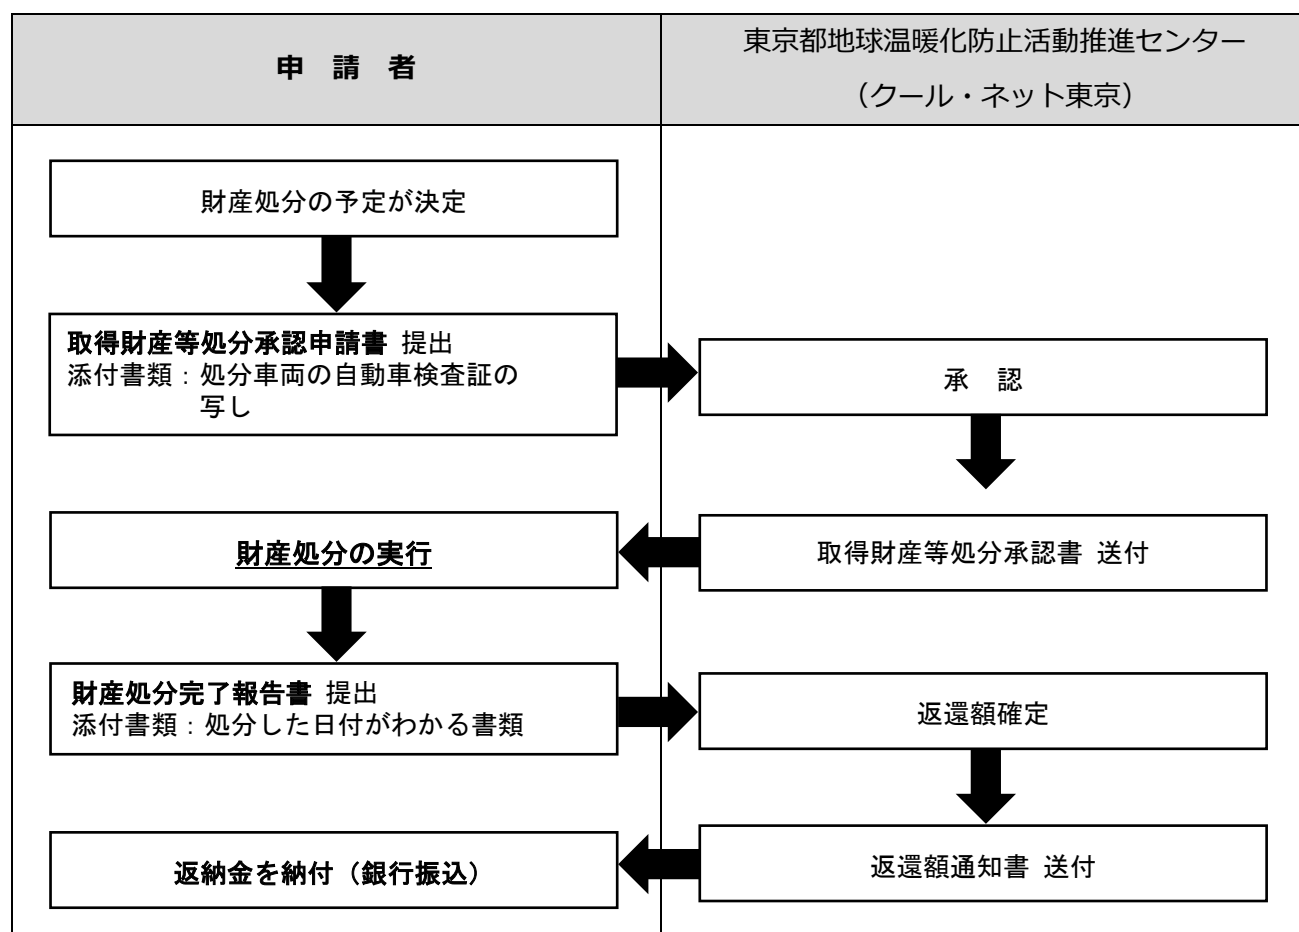 申 請 者
東京都地球温暖化防止活動推進センター
（クール・ネット東京）
財産処分の予定が決定
取得財産等処分承認申請書 提出
添付書類：処分車両の自動車検査証の
写し
承 認
財産処分の実行
取得財産等処分承認書 送付
財産処分完了報告書 提出
添付書類：処分した日付がわかる書類
返還額確定
返納金を納付（銀行振込）
返還額通知書 送付